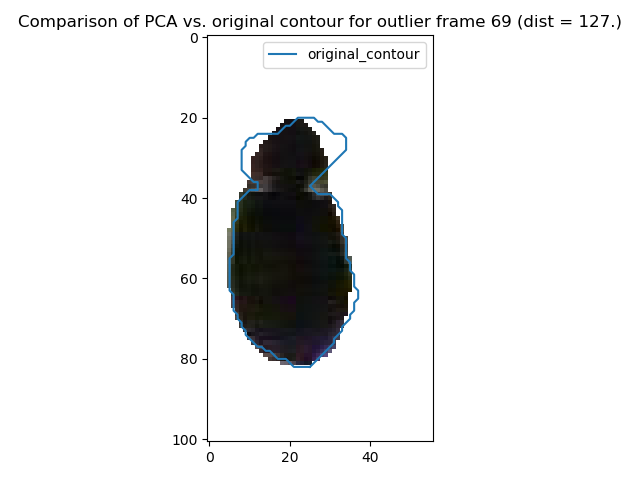 Comparison of PCA vs. original contour for outlier frame 69 (dist = 127.)
original_contour
0
20
40
60
80
100
0 20 40